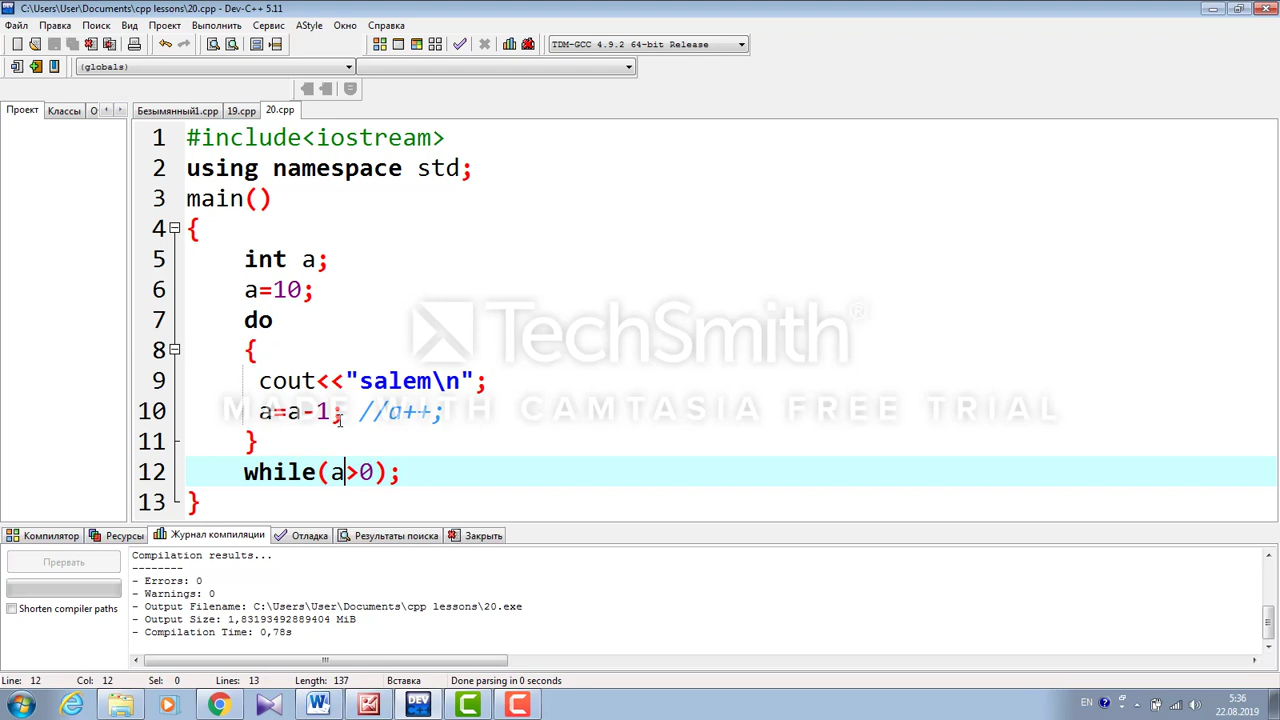 C:\Users\User\Documents\cpp lessons\20.cpp - Dev-C++ 5.11
Файл Правка Поиск Вид Проект Выполнить Сервис AStyle Окно Справка
TDM-GCC 4.9.2 64-bit Release
(globals)
Проект Классы О Безымянный1.cpp 19.cpp 20.cpp
1 #include<iostream>
2 using namespace std;
3 main()
4 {
5 int a;
6 a=10;
7 do
8 {
9 cout<<"salem\n";
10 a=a-1; //a++;
11 }
12 while(a>0);
13 }
TechSmith®
MADE WITH CAMTASIA FREE TRIAL
Компилятор Ресурсы Журнал компиляции Отладка Результаты поиска Закрыть
Прервать
Shorten compiler paths
Compilation results...
--------
- Errors: 0
- Warnings: 0
- Output Filename: C:\Users\User\Documents\cpp lessons\20.exe
- Output Size: 1,83193492889404 MiB
- Compilation Time: 0,78s
Line: 12 Col: 12 Sel: 0 Lines: 13 Length: 137 Вставка Done parsing in 0 seconds
DEV
EN 5:36
22.08.2019